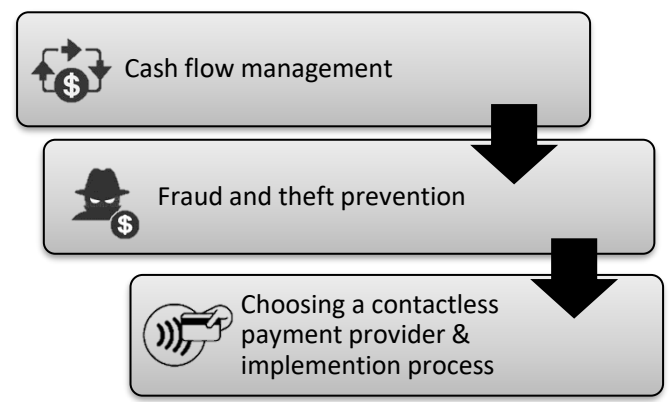 $
Cash flow management
Fraud and theft prevention
$
Choosing a contactless
payment provider &
implemention process